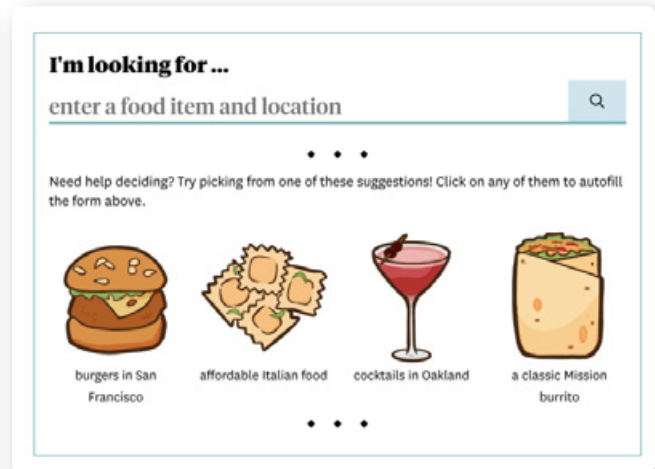 I'm looking for ...
enter a food item and location
Need help deciding? Try picking from one of these suggestions! Click on any of them to autofill
the form above.
burgers in San
Francisco
affordable Italian food
cocktails in Oakland
a classic Mission
burrito